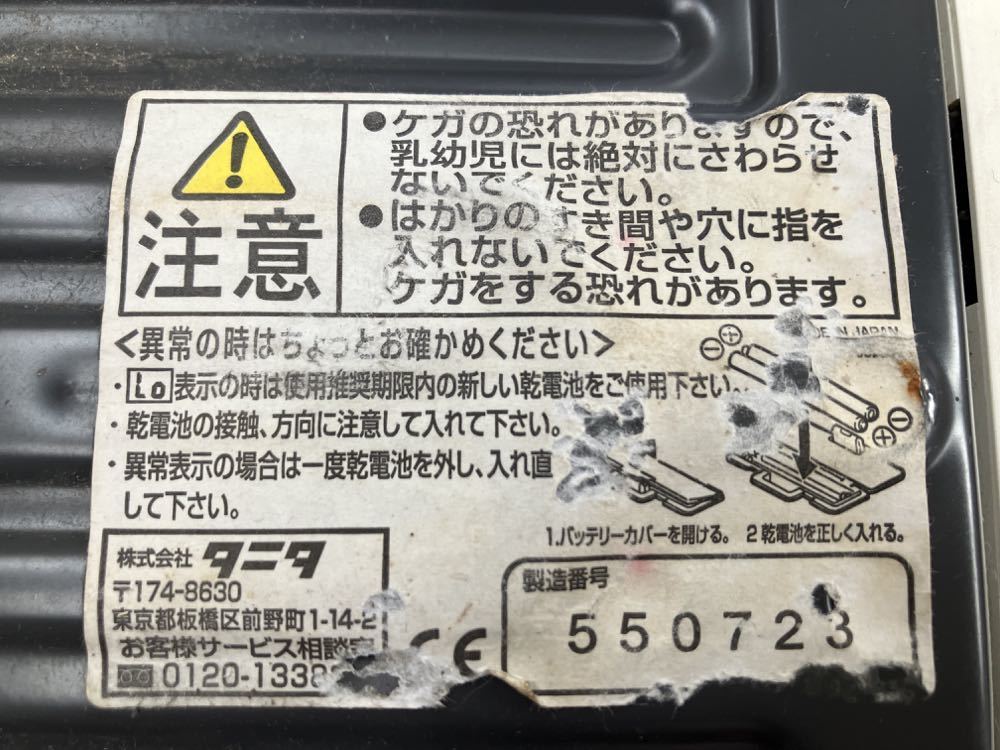 注意
●ケガの恐れがありますので、
乳幼児には絶対にさわらせ
ないでください。
●はかりのすき間や穴に指を
入れないでください。
ケガをする恐れがあります。
<異常の時はちょっとお確かめください>
・Lo表示の時は使用推奨期限内の新しい乾電池をご使用下さい。
・乾電池の接触、方向に注意して入れて下さい。
・異常表示の場合は一度乾電池を外し、入れ直
して下さい。
IN JAPAN
1.バッテリーカバーを開ける。
2 乾電池を正しく入れる。
株式会社 タニタ
〒174-8630
東京都板橋区前野町1-14-2
お客様サービス相談室
0120-1338
CE
製造番号
550723